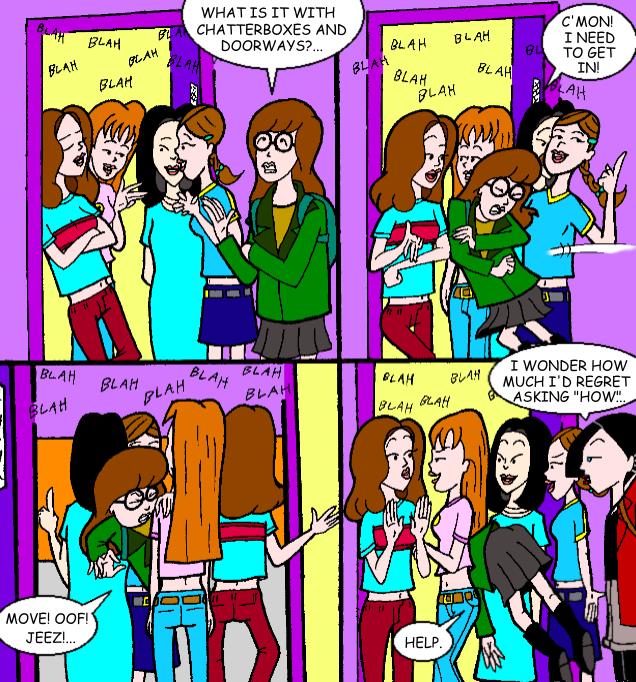 BLAH
BLAH
BLAH
BLAH
BLAH
BLAH
BLAH
WHAT IS IT WITH
CHATTERBOXES AND
DOORWAYS?...
BLAH
BLAH
BLAH
BLAH
BLAH
BLAH
BLAH
C'MON!
I NEED
TO GET
IN!
BLAH
BLAH
BLAH
BLAH
BLAH
BLAH
BLAH
MOVE! OOF!
JEEZ!...
BLAH
BLAH
BLAH
BLAH
I WONDER HOW
MUCH I'D REGRET
ASKING "HOW"...
HELP.